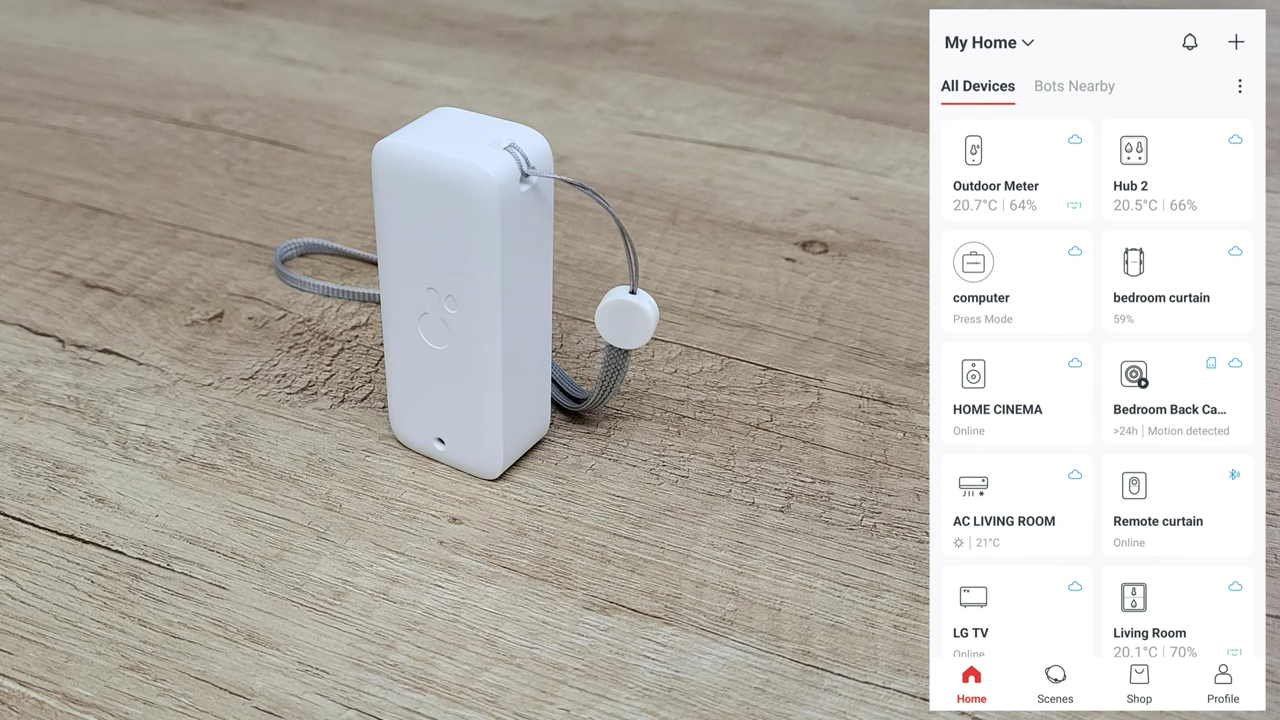 My Home
All Devices Bots Nearby
Outdoor Meter
20.7°C | 64%
Hub 2
20.5°C | 66%
computer
Press Mode
bedroom curtain
59%
HOME CINEMA
Online
Bedroom Back Ca...
>24h | Motion detected
AC LIVING ROOM
| 21°C
Remote curtain
Online
TV
LG TV
Online
Living Room
20.1°C | 70%
Home Scenes Shop Profile